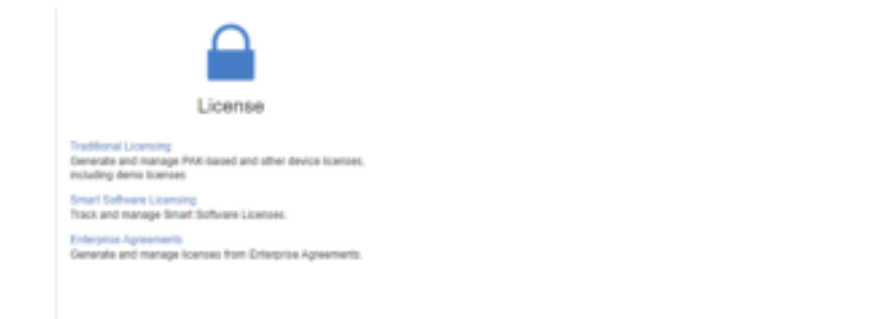 License
Traditional Licensing
Generate and manage PAK-based and other device licenses,
including demo licenses
Smart Software Licensing
Track and manage Smart Software Licenses.
Enterprise Agreements
Generate and manage licenses from Enterprise Agreements.